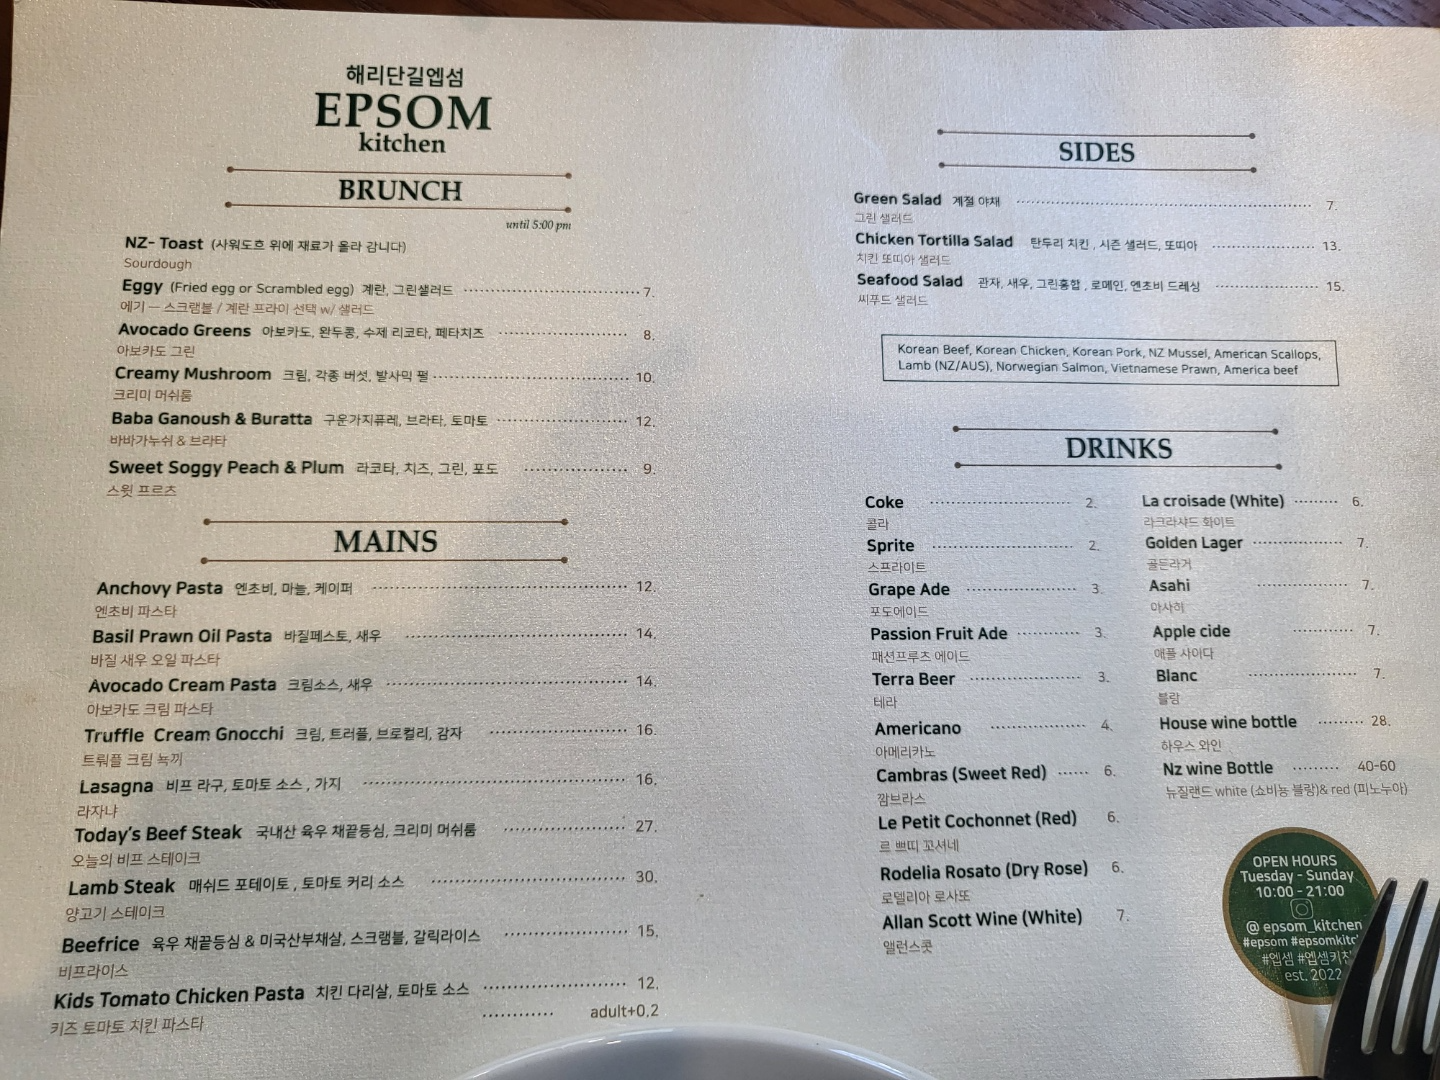 해리단길엡섬
EPSOM
kitchen
BRUNCH
until 5:00 pm
NZ- Toast (사워도흐 위에 재료가 올라 감니다)
Sourdough
Eggy (Fried egg or Scrambled egg) 계란, 그린샐러드 7.
에기 — 스크램블 / 계란 프라이 선택 w/ 샐러드
Avocado Greens 아보카도, 완두콩, 수제 리코타, 페타치즈 8.
아보카도 그린
Creamy Mushroom 크림, 각종 버섯, 발사믹 펄 10.
크리미 머쉬룸
Baba Ganoush & Buratta 구운가지퓨레, 브라타, 토마토 12.
바바가누쉬 & 브라타
Sweet Soggy Peach & Plum 라코타, 치즈, 그린, 포도 9.
스윗 프르츠
MAINS
Anchovy Pasta 엔초비, 마늘, 케이퍼 12.
엔초비 파스타
Basil Prawn Oil Pasta 바질페스토, 새우 14.
바질 새우 오일 파스타
Avocado Cream Pasta 크림소스, 새우 14.
아보카도 크림 파스타
Truffle Cream Gnocchi 크림, 트러플, 브로컬리, 감자 16.
트뤄플 크림 뇩끼
Lasagna 비프 라구, 토마토 소스 , 가지 16.
라자냐
Today's Beef Steak 국내산 육우 채끝등심, 크리미 머쉬룸 27.
오늘의 비프 스테이크
Lamb Steak 매쉬드 포테이토 , 토마토 커리 소스 30.
양고기 스테이크
Beefrice 육우 채끝등심 & 미국산부채살, 스크램블, 갈릭라이스 15.
비프라이스
Kids Tomato Chicken Pasta 치킨 다리살, 토마토 소스 12.
키즈 토마토 치킨 파스타
adult+0.2
SIDES
Green Salad 계절 야채 7.
그린 샐러드
Chicken Tortilla Salad 탄두리 치킨 , 시즌 샐러드, 또띠아 13.
치킨 또띠아 샐러드
Seafood Salad 관자, 새우, 그린홍합 , 로메인, 엔초비 드레싱 15.
씨푸드 샐러드
Korean Beef, Korean Chicken, Korean Pork, NZ Mussel, American Scallops,
Lamb (NZ/AUS), Norwegian Salmon, Vietnamese Prawn, America beef
DRINKS
Coke 2.
콜라
Sprite 2.
스프라이트
Grape Ade 3.
포도에이드
Passion Fruit Ade 3.
패션프루츠 에이드
Terra Beer 3.
테라
Americano 4.
아메리카노
Cambras (Sweet Red) 6.
깜브라스
Le Petit Cochonnet (Red) 6.
르 쁘띠 꼬셔네
Rodelia Rosato (Dry Rose) 6.
로델리아 로사또
Allan Scott Wine (White) 7.
앨런스콧
La croisade (White) 6.
라크라샤드 화이트
Golden Lager 7.
골든라거
Asahi 7.
아사히
Apple cide 7.
애플 사이다
Blanc 7.
블랑
House wine bottle 28.
하우스 와인
Nz wine Bottle 40-60
뉴질랜드 white (쇼비뇽 블랑)& red (피노누아)
OPEN HOURS
Tuesday - Sunday
10:00 - 21:00
@ epsom_kitchen
#epsom
#엡셈
est. 2022